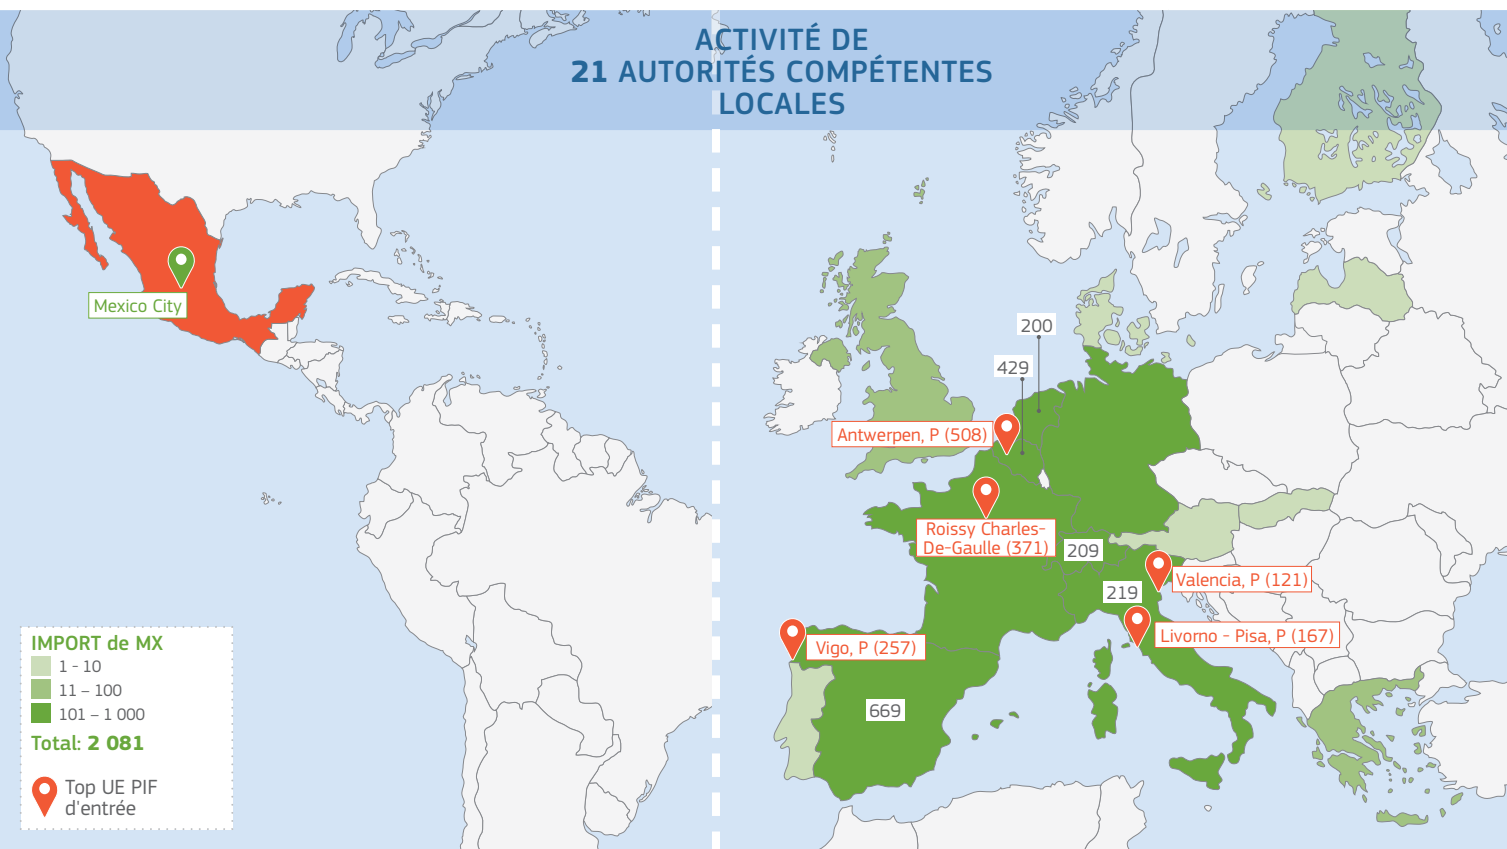 ACTIVITÉ DE
21 AUTORITÉS COMPÉTENTES
LOCALES
Mexico City
200
429
Antwerpen, P (508)
Roissy Charles-
De-Gaulle (371)
209
Valencia, P (121)
219
Livorno - Pisa, P (167)
Vigo, P (257)
669
IMPORT de MX
1 - 10
11 – 100
101 – 1 000
Total: 2 081
Top UE PIF
d'entrée